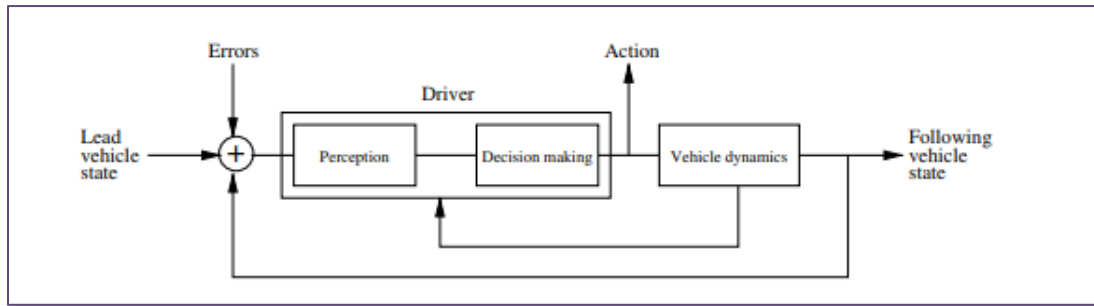 Errors
Action
Driver
Lead
vehicle
state
+
Perception
Decision making
Vehicle dynamics
Following
vehicle
state